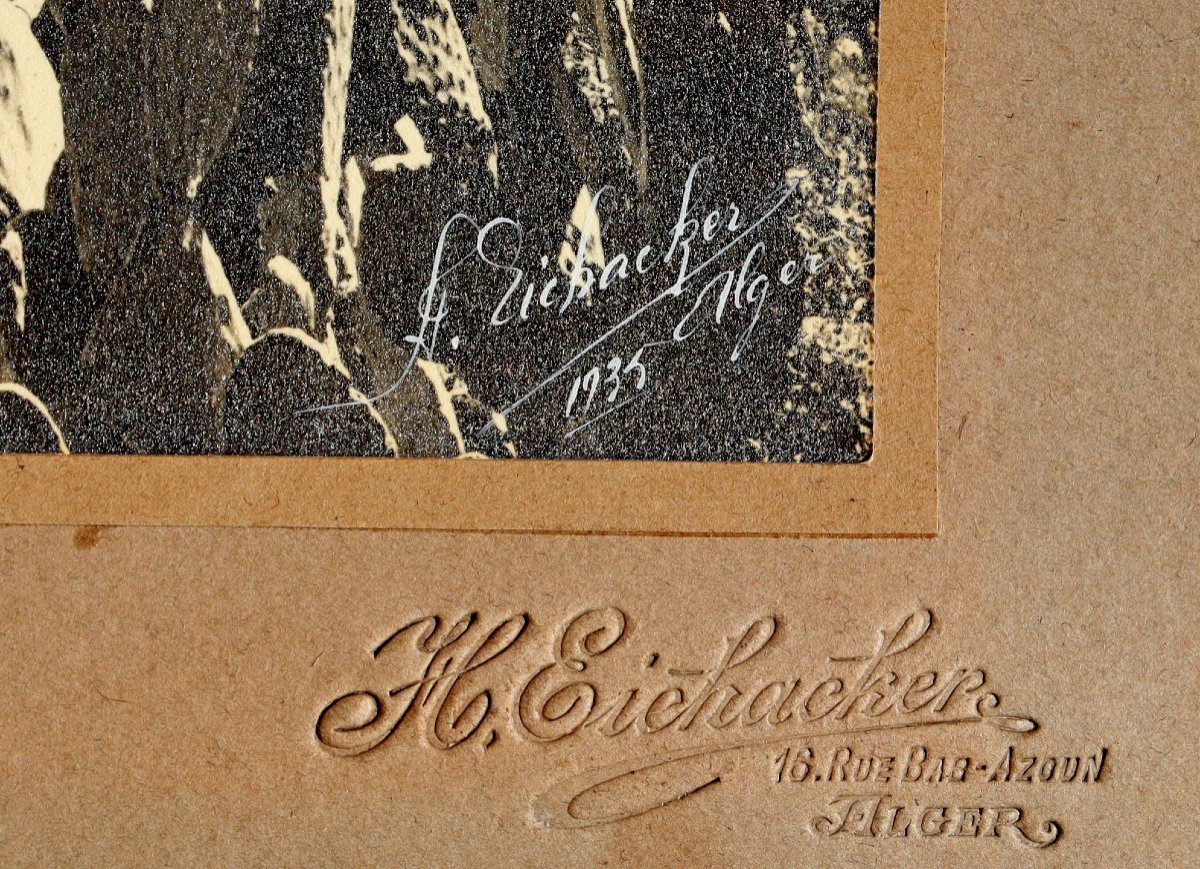 H. Eichacker
Alger
1935
H. Eichacker
16. RUE BAB-AZOUN
ALGER